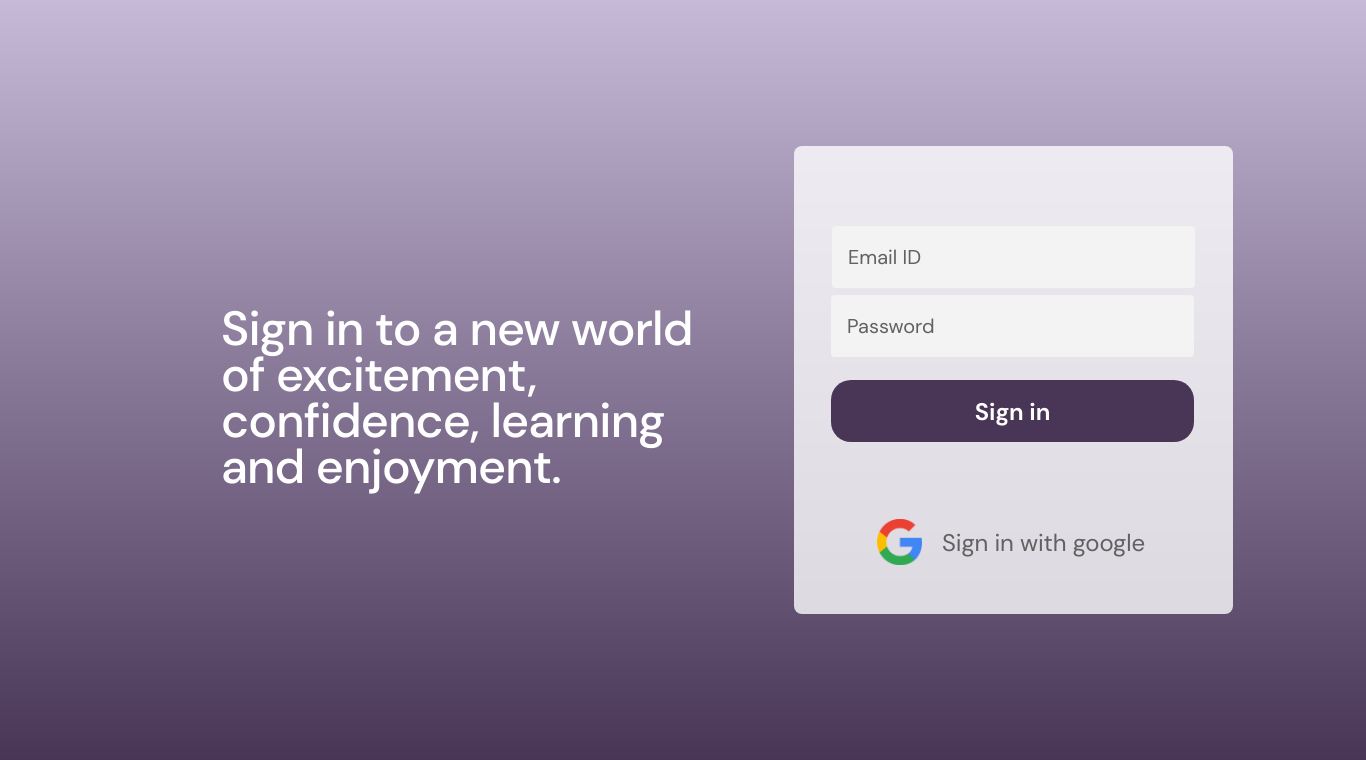 Sign in to a new world
of excitement,
confidence, learning
and enjoyment.
Email ID
Password
Sign in
Sign in with google